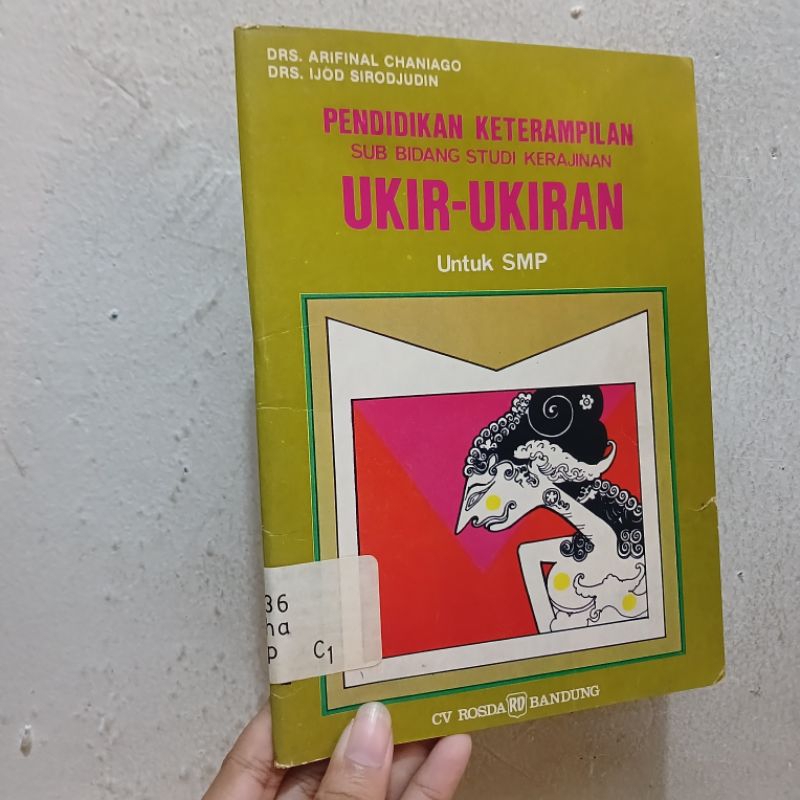 DRS. ARIFINAL CHANIAGO
DRS. IJOD SIRODJUDIN
PENDIDIKAN KETERAMPILAN
SUB BIDANG STUDI KERAJINAN
UKIR-UKIRAN
Untuk SMP
36
ha
p C1
CV ROSDA RD BANDUNG